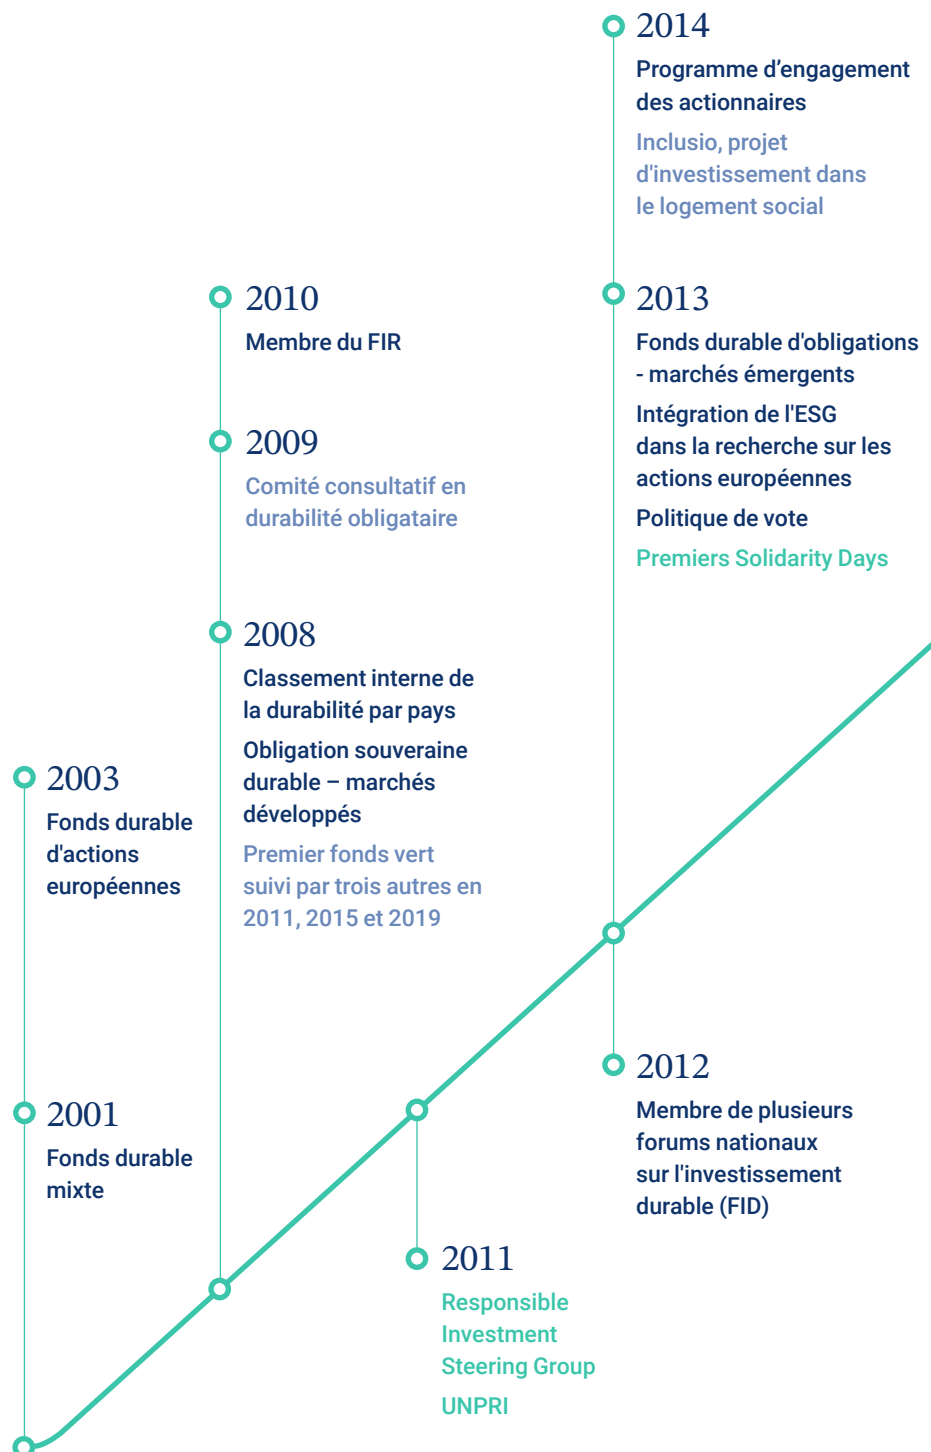 2014
Programme d’engagement
des actionnaires
Inclusio, projet
d'investissement dans
le logement social
2010
Membre du FIR
2013
Fonds durable d'obligations
- marchés émergents
Intégration de l'ESG
dans la recherche sur les
actions européennes
Politique de vote
Premiers Solidarity Days
2009
Comité consultatif en
durabilité obligataire
2008
Classement interne de
la durabilité par pays
Obligation souveraine
durable – marchés
développés
Premier fonds vert
suivi par trois autres en
2011, 2015 et 2019
2003
Fonds durable
d'actions
européennes
2001
Fonds durable
mixte
2012
Membre de plusieurs
forums nationaux
sur l'investissement
durable (FID)
2011
Responsible
Investment
Steering Group
UNPRI